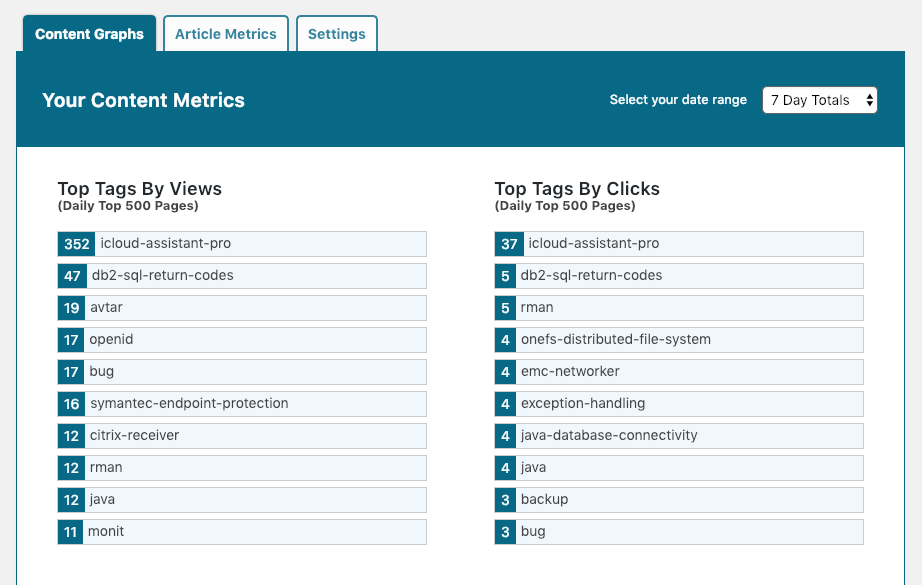 Content Graphs
Article Metrics
Settings
Your Content Metrics
Select your date range
7 Day Totals
Top Tags By Views
(Daily Top 500 Pages)
352 icloud-assistant-pro
47 db2-sql-return-codes
19 avtar
17 openid
17 bug
16 symantec-endpoint-protection
12 citrix-receiver
12 rman
12 java
11 monit
Top Tags By Clicks
(Daily Top 500 Pages)
37 icloud-assistant-pro
5 db2-sql-return-codes
5 rman
4 onefs-distributed-file-system
4 emc-networker
4 exception-handling
4 java-database-connectivity
4 java
3 backup
3 bug